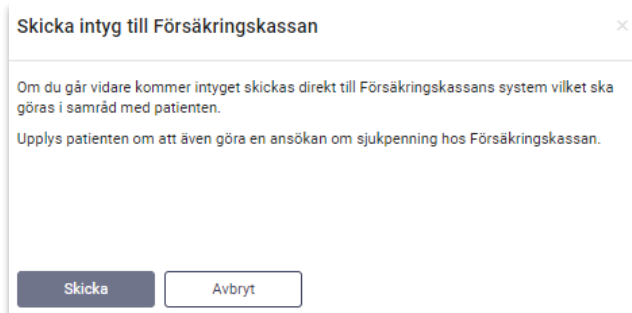 Skicka intyg till Försäkringskassan
Om du går vidare kommer intyget skickas direkt till Försäkringskassans system vilket ska
göras i samråd med patienten.
Upplys patienten om att även göra en ansökan om sjukpenning hos Försäkringskassan.
Skicka
Avbryt